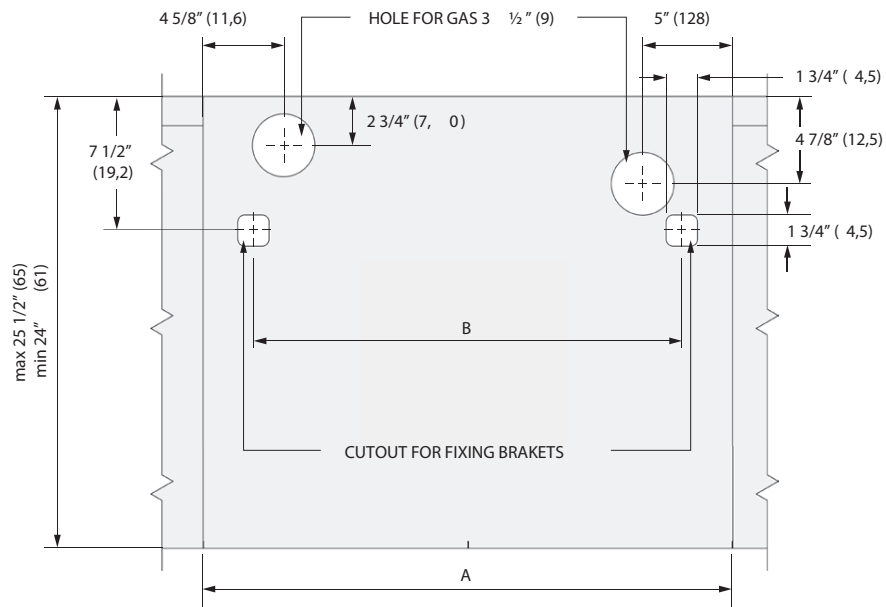 4 5/8” (11,6)
HOLE FOR GAS 3 ½ ” (9)
5” (128)
1 3/4” ( 4,5)
2 3/4” (7, 0)
4 7/8” (12,5)
7 1/2”
(19,2)
1 3/4” ( 4,5)
max 25 1/2” (65)
min 24” (61)
B
CUTOUT FOR FIXING BRAKETS
A